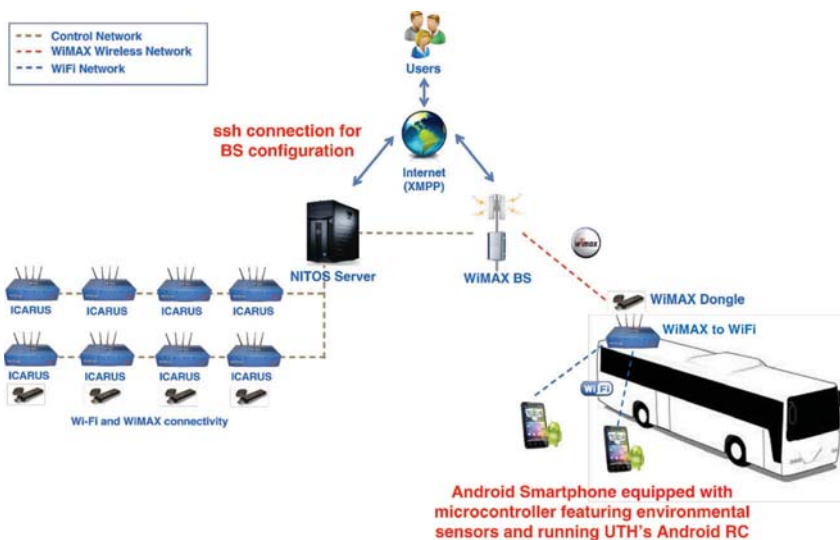 Control Network
WiMAX Wireless Network
WiFi Network
Users
ssh connection for
BS configuration
Internet
(XMPP)
NITOS Server
WiMAX BS
wimax
WiMAX Dongle
WiMAX to WiFi
ICARUS
ICARUS
ICARUS
ICARUS
ICARUS
ICARUS
ICARUS
ICARUS
Wi-Fi and WiMAX connectivity
WiFi
Android Smartphone equipped with
microcontroller featuring environmental
sensors and running UTH's Android RC